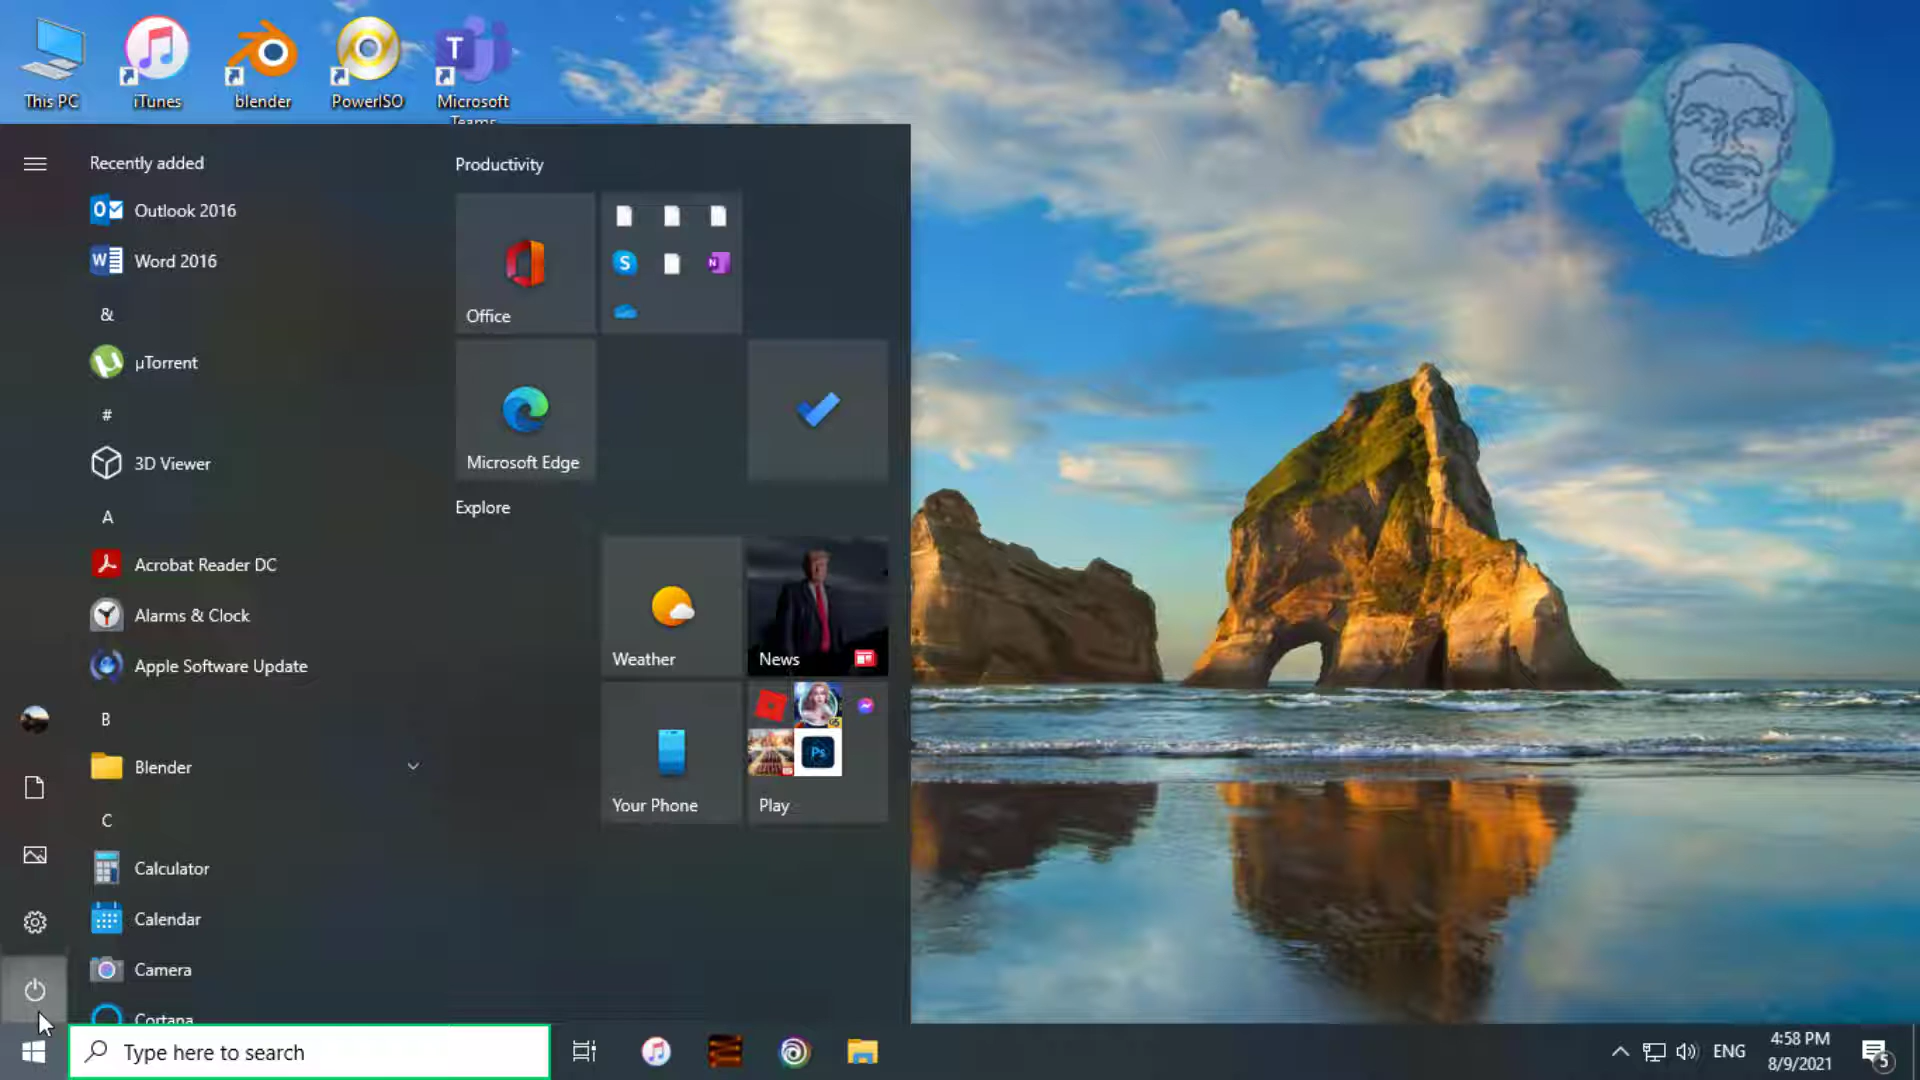 This PC
iTunes
blender
PowerISO
Microsoft
Teams
Recently added
Outlook 2016
Word 2016
&
µTorrent
#
3D Viewer
A
Acrobat Reader DC
Alarms & Clock
Apple Software Update
B
Blender
C
Calculator
Calendar
Camera
Cortana
Productivity
Office
Microsoft Edge
Explore
Weather
News
Your Phone
Play
Type here to search
ENG
4:58 PM
8/9/2021
5